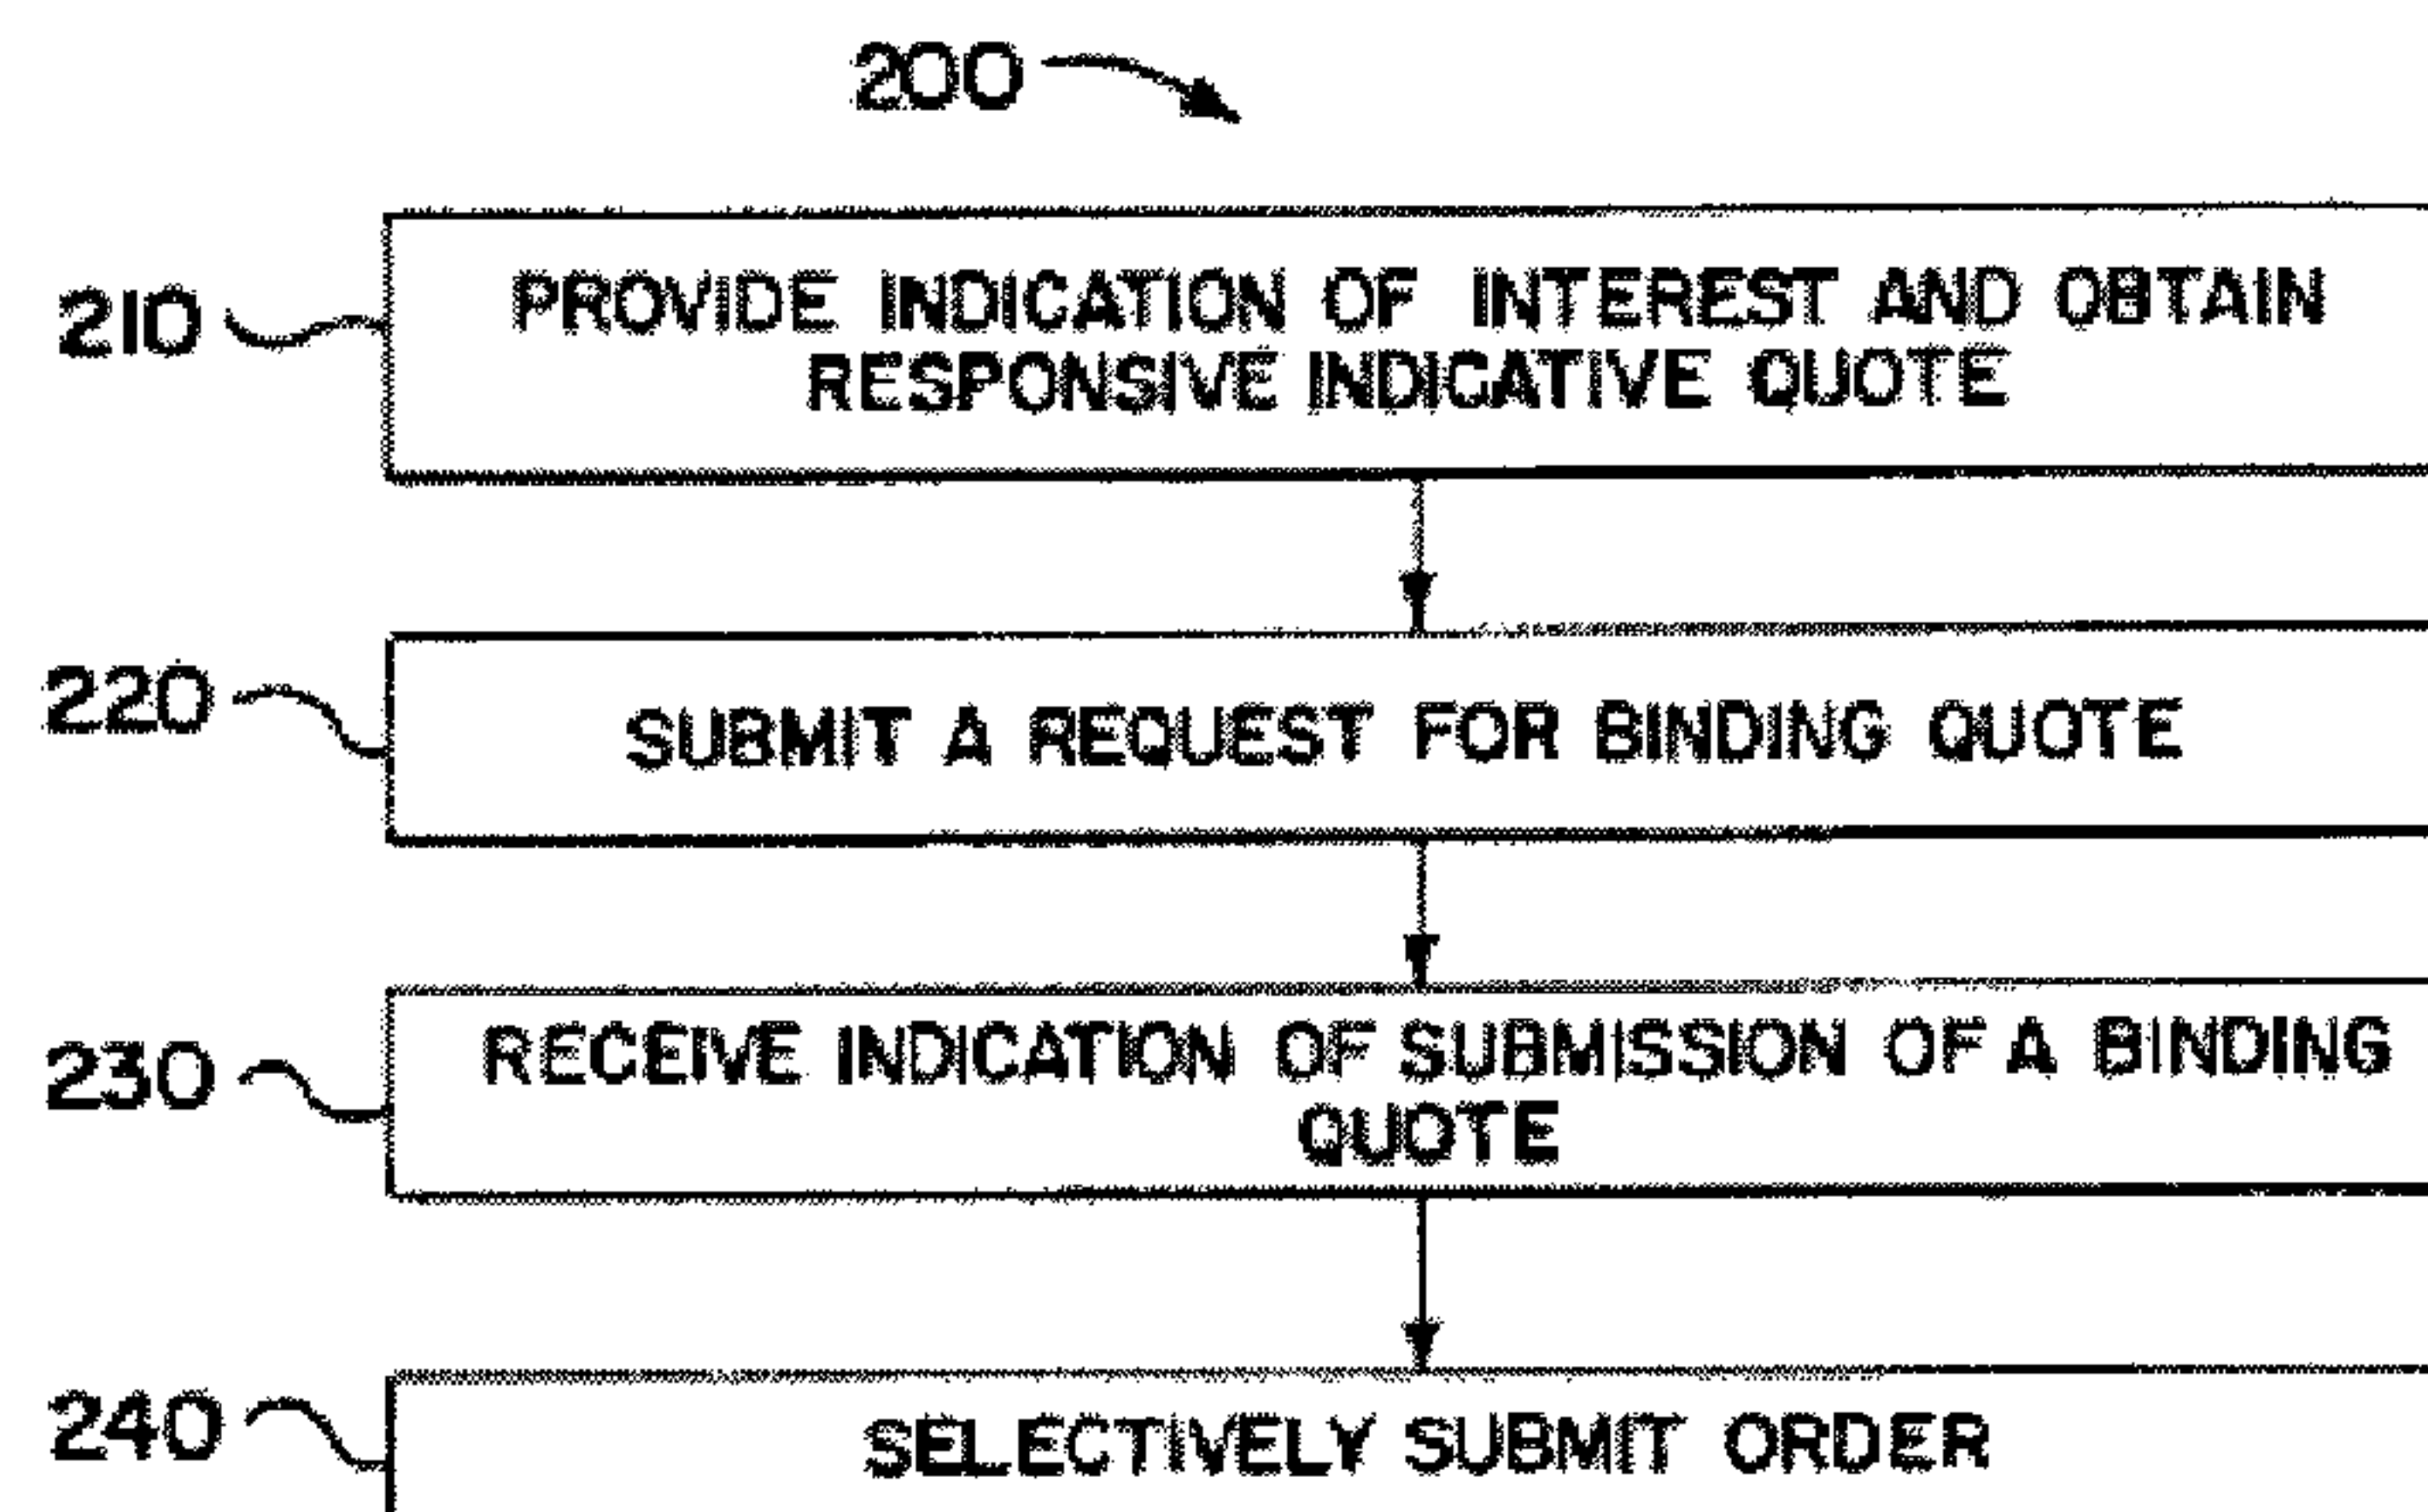 200
210
PROVIDE INDICATION OF INTEREST AND OBTAIN
RESPONSIVE INDICATIVE QUOTE
220
SUBMIT A REQUEST FOR BINDING QUOTE
230
RECEIVE INDICATION OF SUBMISSION OF A BINDING
QUOTE
240
SELECTIVELY SUBMIT ORDER